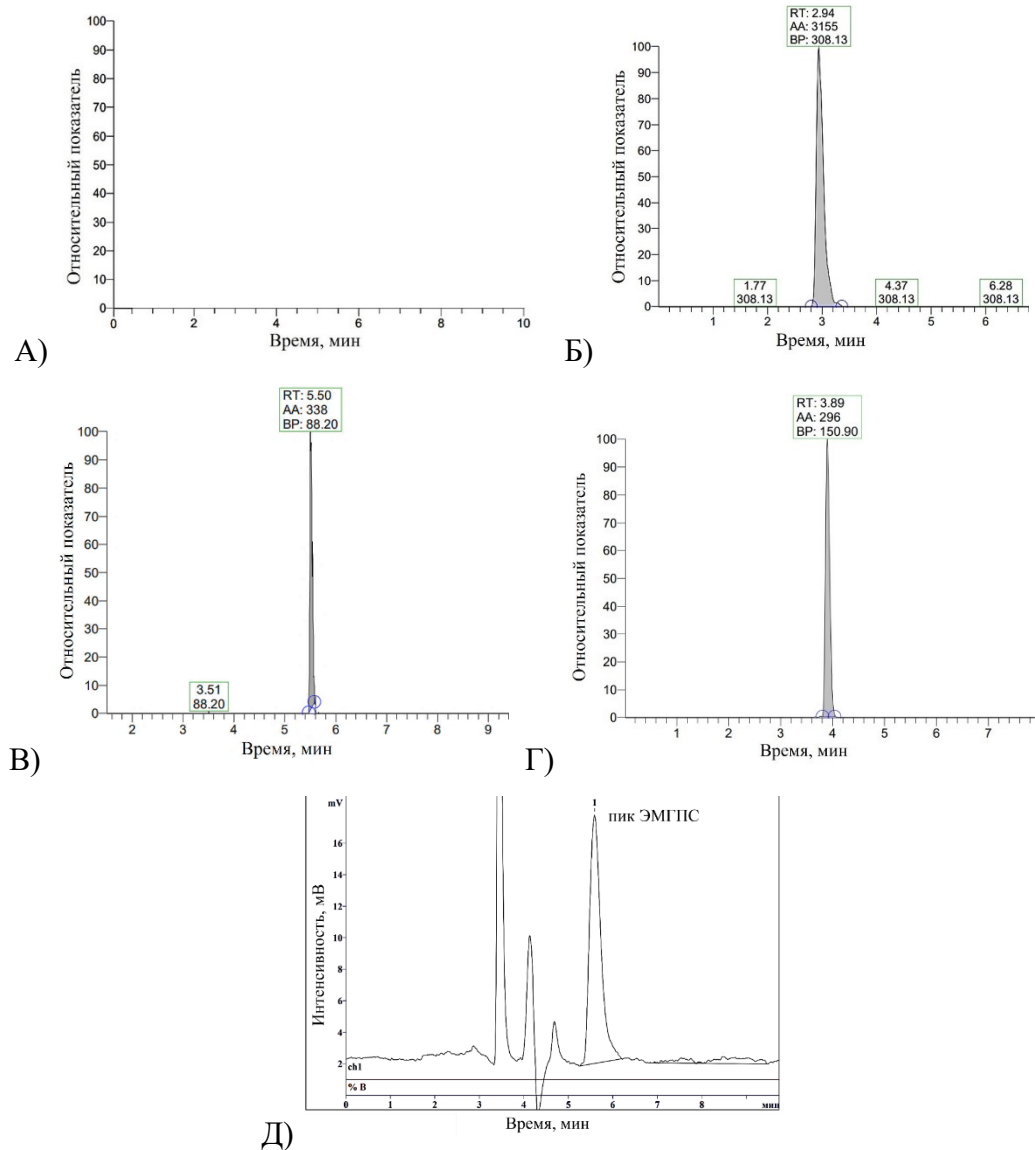 Относительный показатель
100
90
80
70
60
50
40
30
20
10
0
0 2 4 6 8 10
Время, мин
А)
RT: 2.94
AA: 3155
BP: 308.13
Относительный показатель
100
90
80
70
60
50
40
30
20
10
0
1.77
308.13
4.37
308.13
6.28
308.13
1 2 3 4 5 6
Время, мин
Б)
RT: 5.50
AA: 338
BP: 88.20
Относительный показатель
100
90
80
70
60
50
40
30
20
10
0
3.51
88.20
2 3 4 5 6 7 8 9
Время, мин
В)
RT: 3.89
AA: 296
BP: 150.90
Относительный показатель
100
90
80
70
60
50
40
30
20
10
0
1 2 3 4 5 6 7
Время, мин
Г)
mV
1
пик ЭМГПС
Интенсивность, мВ
16
14
12
10
8
6
4
2
ch1
% B
0 1 2 3 4 5 6 7 8 мин
Время, мин
Д)